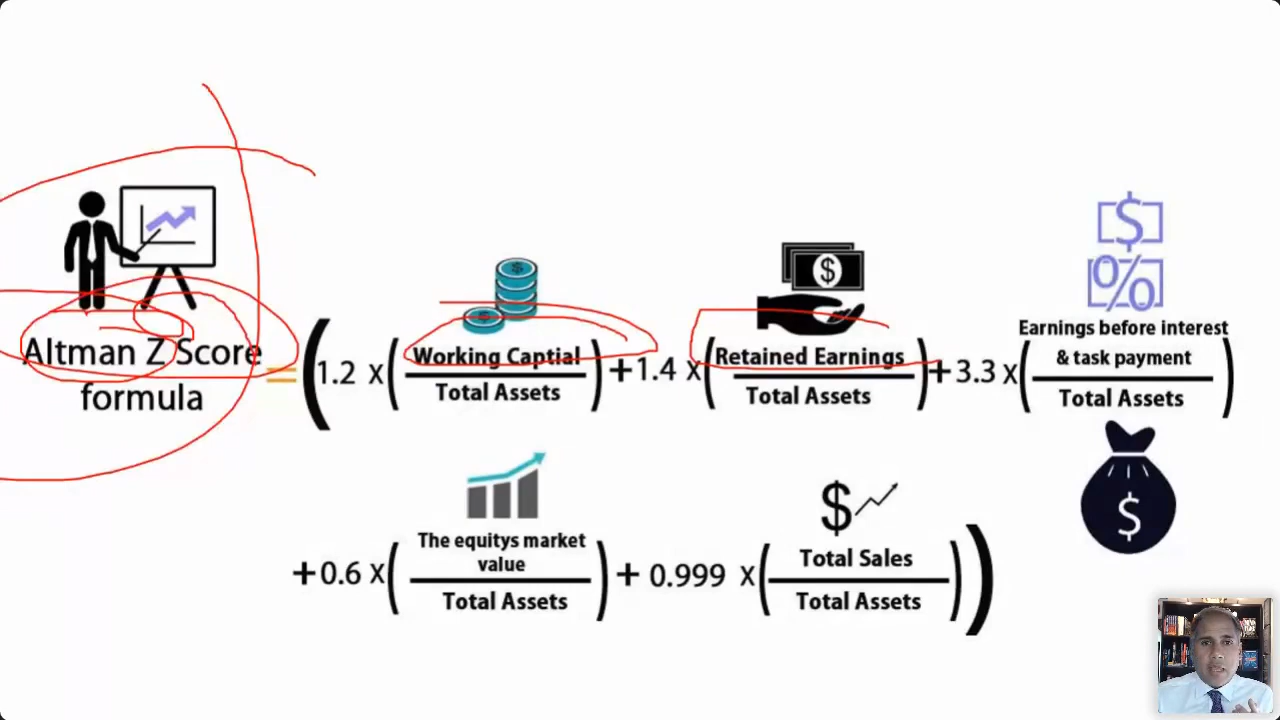 Altman Z Score
formula
=
(1.2 x (Working Captial / Total Assets) +1.4 x (Retained Earnings / Total Assets) +3.3 x (Earnings before interest & task payment / Total Assets)
+0.6 x (The equitys market value / Total Assets) + 0.999 x (Total Sales / Total Assets))